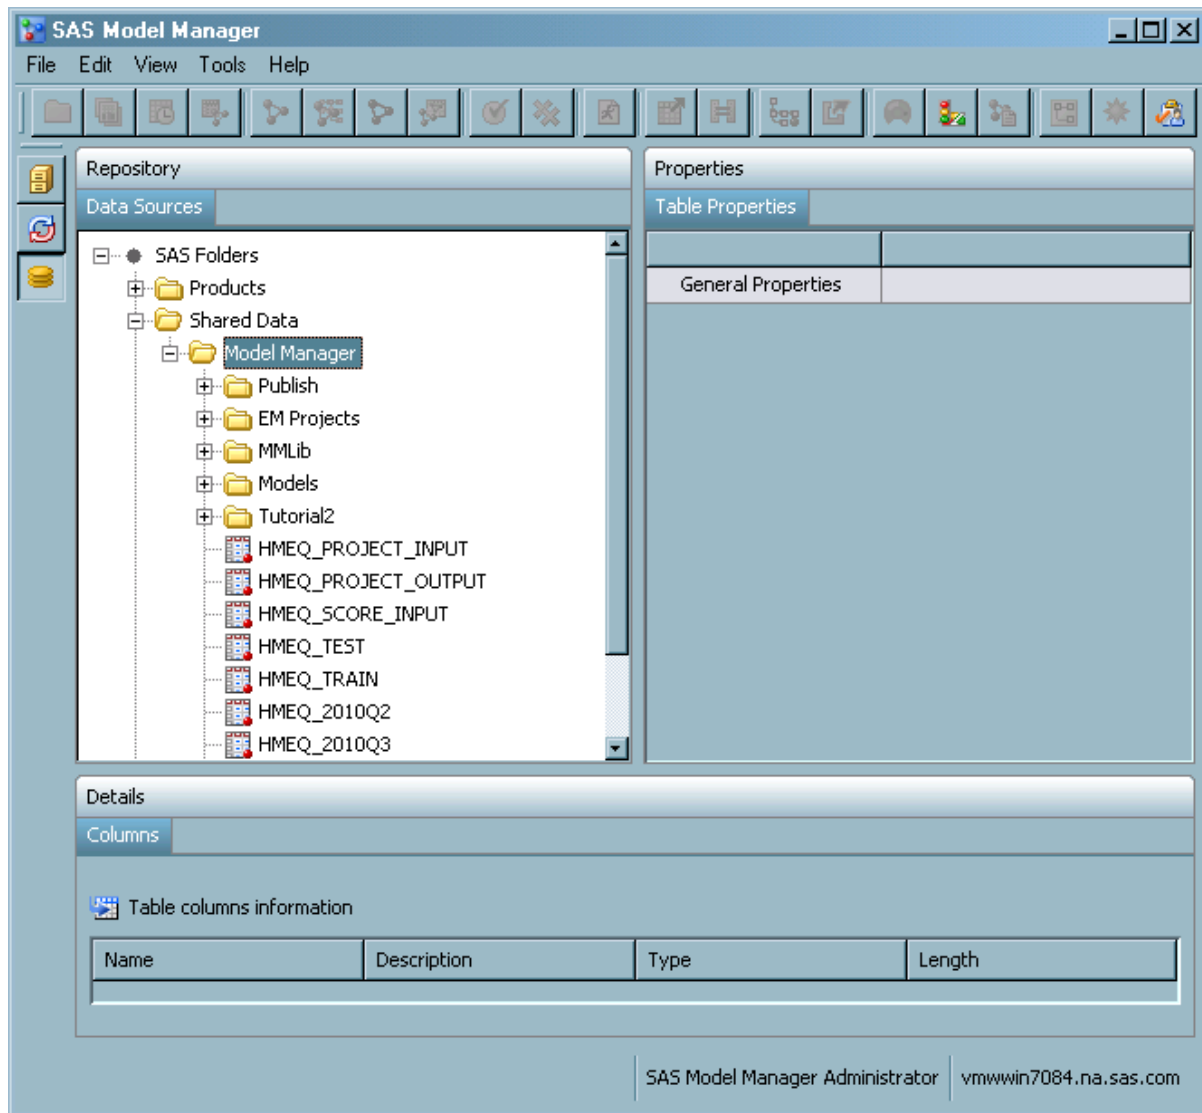 SAS Model Manager
File Edit View Tools Help
Repository
Data Sources
SAS Folders
Products
Shared Data
Model Manager
Publish
EM Projects
MMLib
Models
Tutorial2
HMEQ_PROJECT_INPUT
HMEQ_PROJECT_OUTPUT
HMEQ_SCORE_INPUT
HMEQ_TEST
HMEQ_TRAIN
HMEQ_2010Q2
HMEQ_2010Q3
Properties
Table Properties
General Properties
Details
Columns
Table columns information
Name Description Type Length
SAS Model Manager Administrator vmwwin7084.na.sas.com